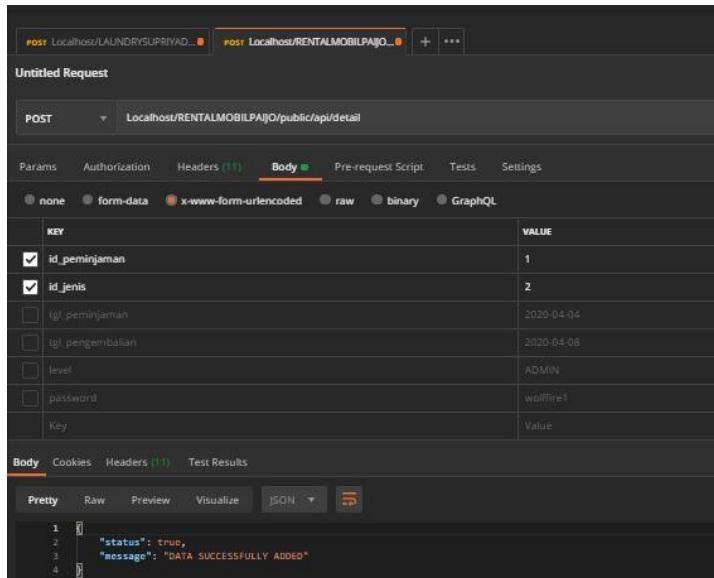 POST Localhost/LAUNDRYSUPRIYAD... POST Localhost/RENTALMOBILPAIJO... + •••
Untitled Request
POST Localhost/RENTALMOBILPAIJO/public/api/detail
Params Authorization Headers (11) Body Pre-request Script Tests Settings
none form-data x-www-form-urlencoded raw binary GraphQL
KEY VALUE
id_peminjaman 1
id_jenis 2
tgl_peminjaman 2020-04-04
tgl_pengembalian 2020-04-08
level ADMIN
password wolffire1
Key Value
Body Cookies Headers (11) Test Results
Pretty Raw Preview Visualize JSON
1 {
2 "status": true,
3 "message": "DATA SUCCESSFULLY ADDED"
4 }